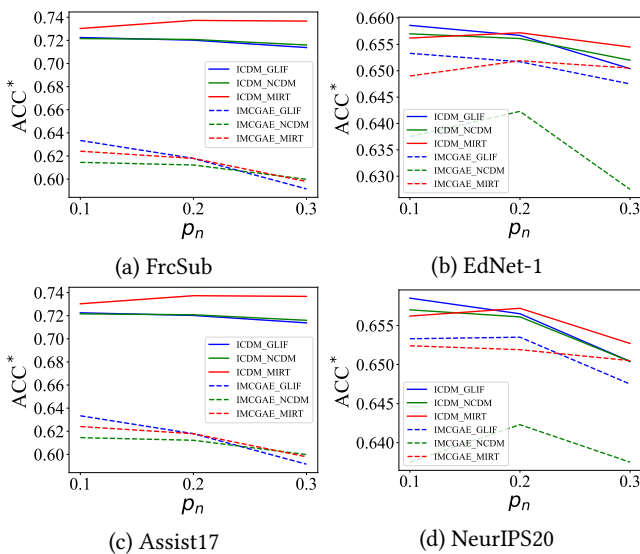 ACC*
0.74
0.72
0.70
0.68
0.66
0.64
0.62
0.60
ICDM_GLIF
ICDM_NCDM
ICDM_MIRT
IMCGAE_GLIF
IMCGAE_NCDM
IMCGAE_MIRT
0.1 0.2 0.3
pn
(a) FrcSub
ACC*
0.660
0.655
0.650
0.645
0.640
0.635
0.630
ICDM_GLIF
ICDM_NCDM
ICDM_MIRT
IMCGAE_GLIF
IMCGAE_NCDM
IMCGAE_MIRT
0.1 0.2 0.3
pn
(b) EdNet-1
ACC*
0.74
0.72
0.70
0.68
0.66
0.64
0.62
0.60
ICDM_GLIF
ICDM_NCDM
ICDM_MIRT
IMCGAE_GLIF
IMCGAE_NCDM
IMCGAE_MIRT
0.1 0.2 0.3
pn
(c) Assist17
ACC*
0.655
0.650
0.645
0.640
ICDM_GLIF
ICDM_NCDM
ICDM_MIRT
IMCGAE_GLIF
IMCGAE_NCDM
IMCGAE_MIRT
0.1 0.2 0.3
pn
(d) NeurIPS20